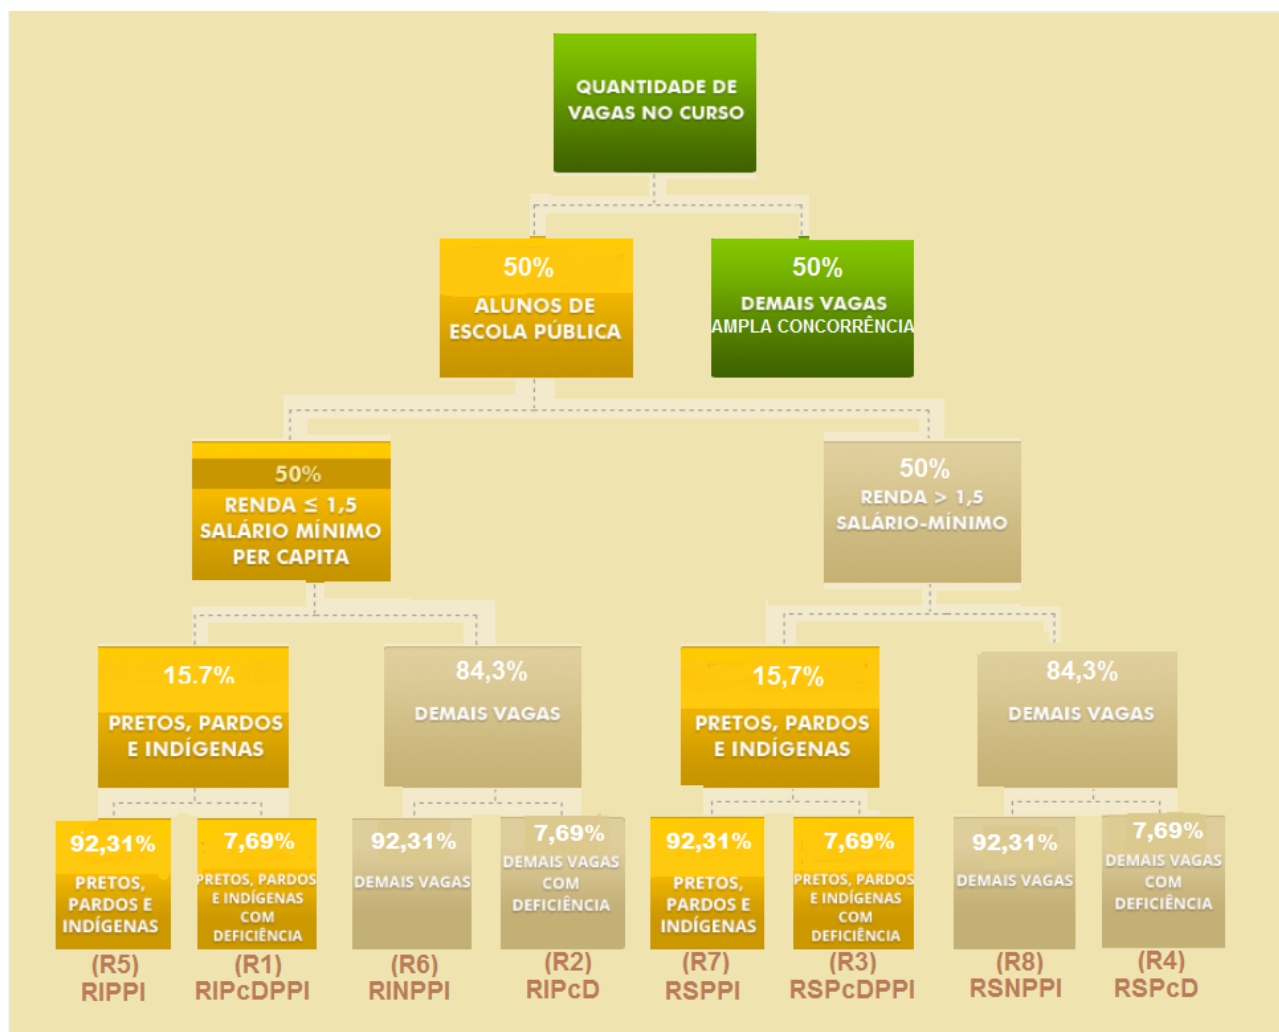 QUANTIDADE DE
VAGAS NO CURSO
50%
ALUNOS DE
ESCOLA PÚBLICA
50%
DEMAIS VAGAS
AMPLA CONCORRÊNCIA
50%
RENDA ≤ 1,5
SALÁRIO MÍNIMO
PER CAPITA
50%
RENDA > 1,5
SALÁRIO-MÍNIMO
15.7%
PRETOS, PARDOS
E INDÍGENAS
84,3%
DEMAIS VAGAS
15,7%
PRETOS, PARDOS
E INDÍGENAS
84,3%
DEMAIS VAGAS
92,31%
PRETOS,
PARDOS E
INDÍGENAS
(R5)
RIPPI
7,69%
PRETOS, PARDOS
E INDÍGENAS
COM
DEFICIÊNCIA
(R1)
RIPcDPPI
92,31%
DEMAIS VAGAS
(R6)
RINPPI
7,69%
DEMAIS VAGAS
COM
DEFICIÊNCIA
(R2)
RIPcD
92,31%
PRETOS,
PARDOS E
INDÍGENAS
(R7)
RSPPI
7,69%
PRETOS, PARDOS
E INDÍGENAS
COM
DEFICIÊNCIA
(R3)
RSPcDPPI
92,31%
DEMAIS VAGAS
(R8)
RSNPPI
7,69%
DEMAIS VAGAS
COM
DEFICIÊNCIA
(R4)
RSPcD